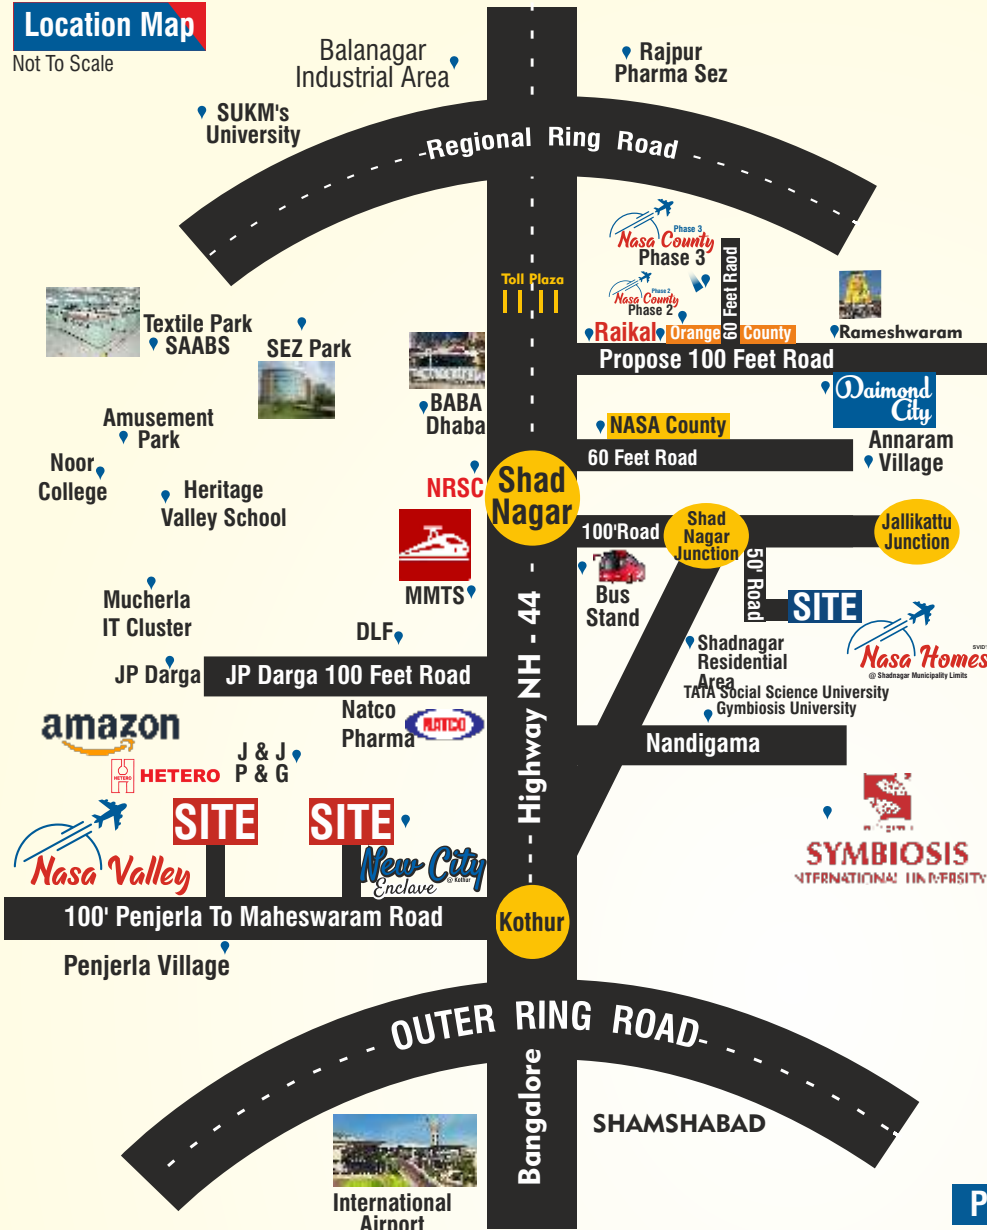 Location Map
Not To Scale
Balanagar
Industrial Area
Rajpur
Pharma Sez
SUKM's
University
Regional Ring Road
Phase 3
Nasa County
Phase 3
Toll Plaza
Phase 2
Nasa County
Phase 2
60 Feet Raod
Raikal
Orange County
Rameshwaram
Propose 100 Feet Road
Textile Park
SAABS
SEZ Park
BABA
Dhaba
Daimond
City
Amusement
Park
NASA County
60 Feet Road
Annaram
Village
Noor
College
Heritage
Valley School
NRSC
Shad
Nagar
100'Road
Shad
Nagar
Junction
Jallikattu
Junction
50' Road
SITE
Bus
Stand
MMTS
Mucherla
IT Cluster
DLF
Highway NH - 44
JP Darga
JP Darga 100 Feet Road
Shadnagar
Residential
Area
Nasa Homes
@ Shadnagar Municipality Limits
TATA Social Science University
Gymbiosis University
Natco
Pharma
NATCO
Nandigama
amazon
HETERO
HETERO
J & J
P & G
SITE
SITE
Nasa Valley
New City
@ Kothur
Enclave
SYMBIOSIS
INTERNATIONAL UNIVERSITY
100' Penjerla To Maheswaram Road
Kothur
Penjerla Village
OUTER RING ROAD
Bangalore
SHAMSHABAD
International
Airport
P